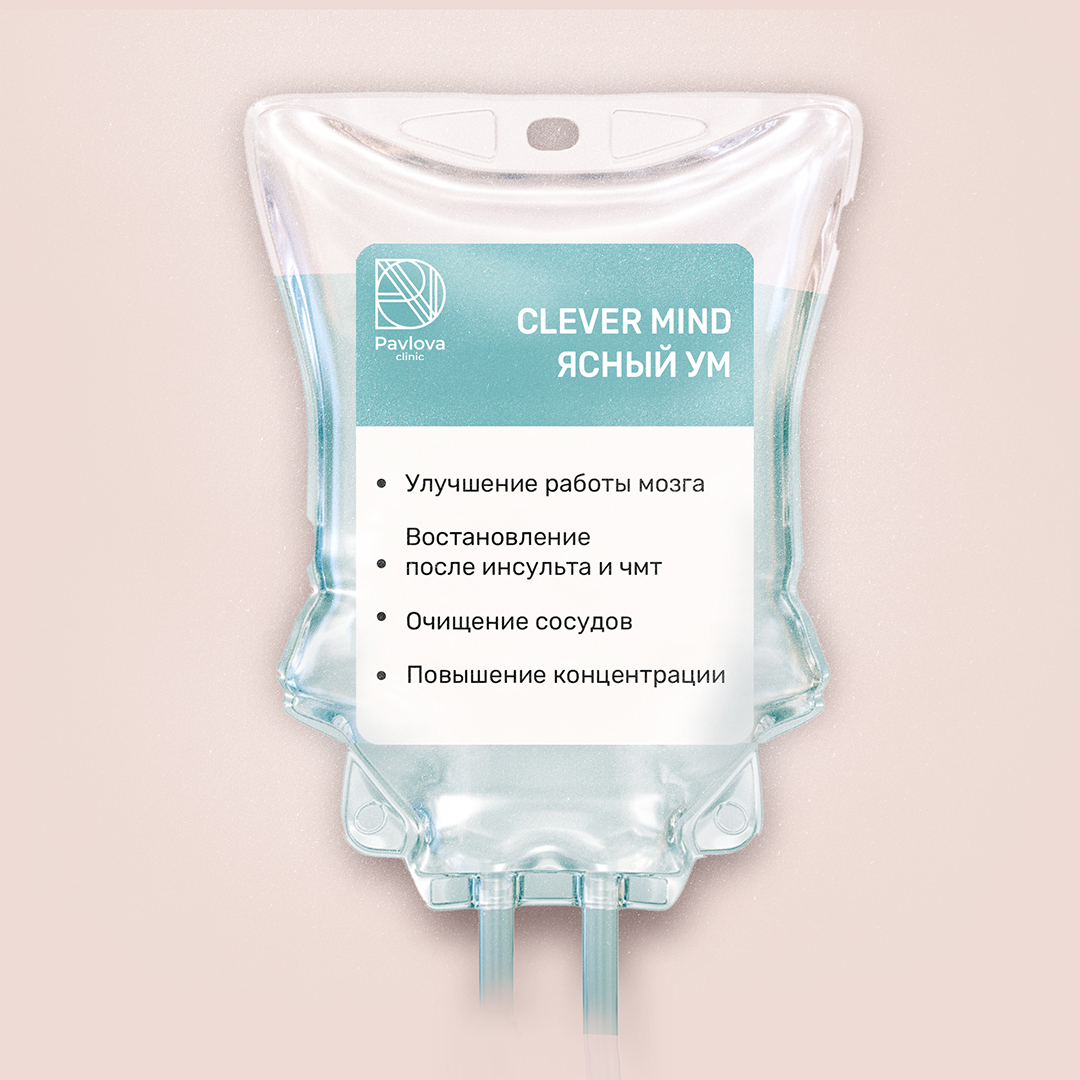 Pavlova
clinic
CLEVER MIND
ЯСНЫЙ УМ
• Улучшение работы мозга
Востановление
• после инсульта и чмт
• Очищение сосудов
• Повышение концентрации